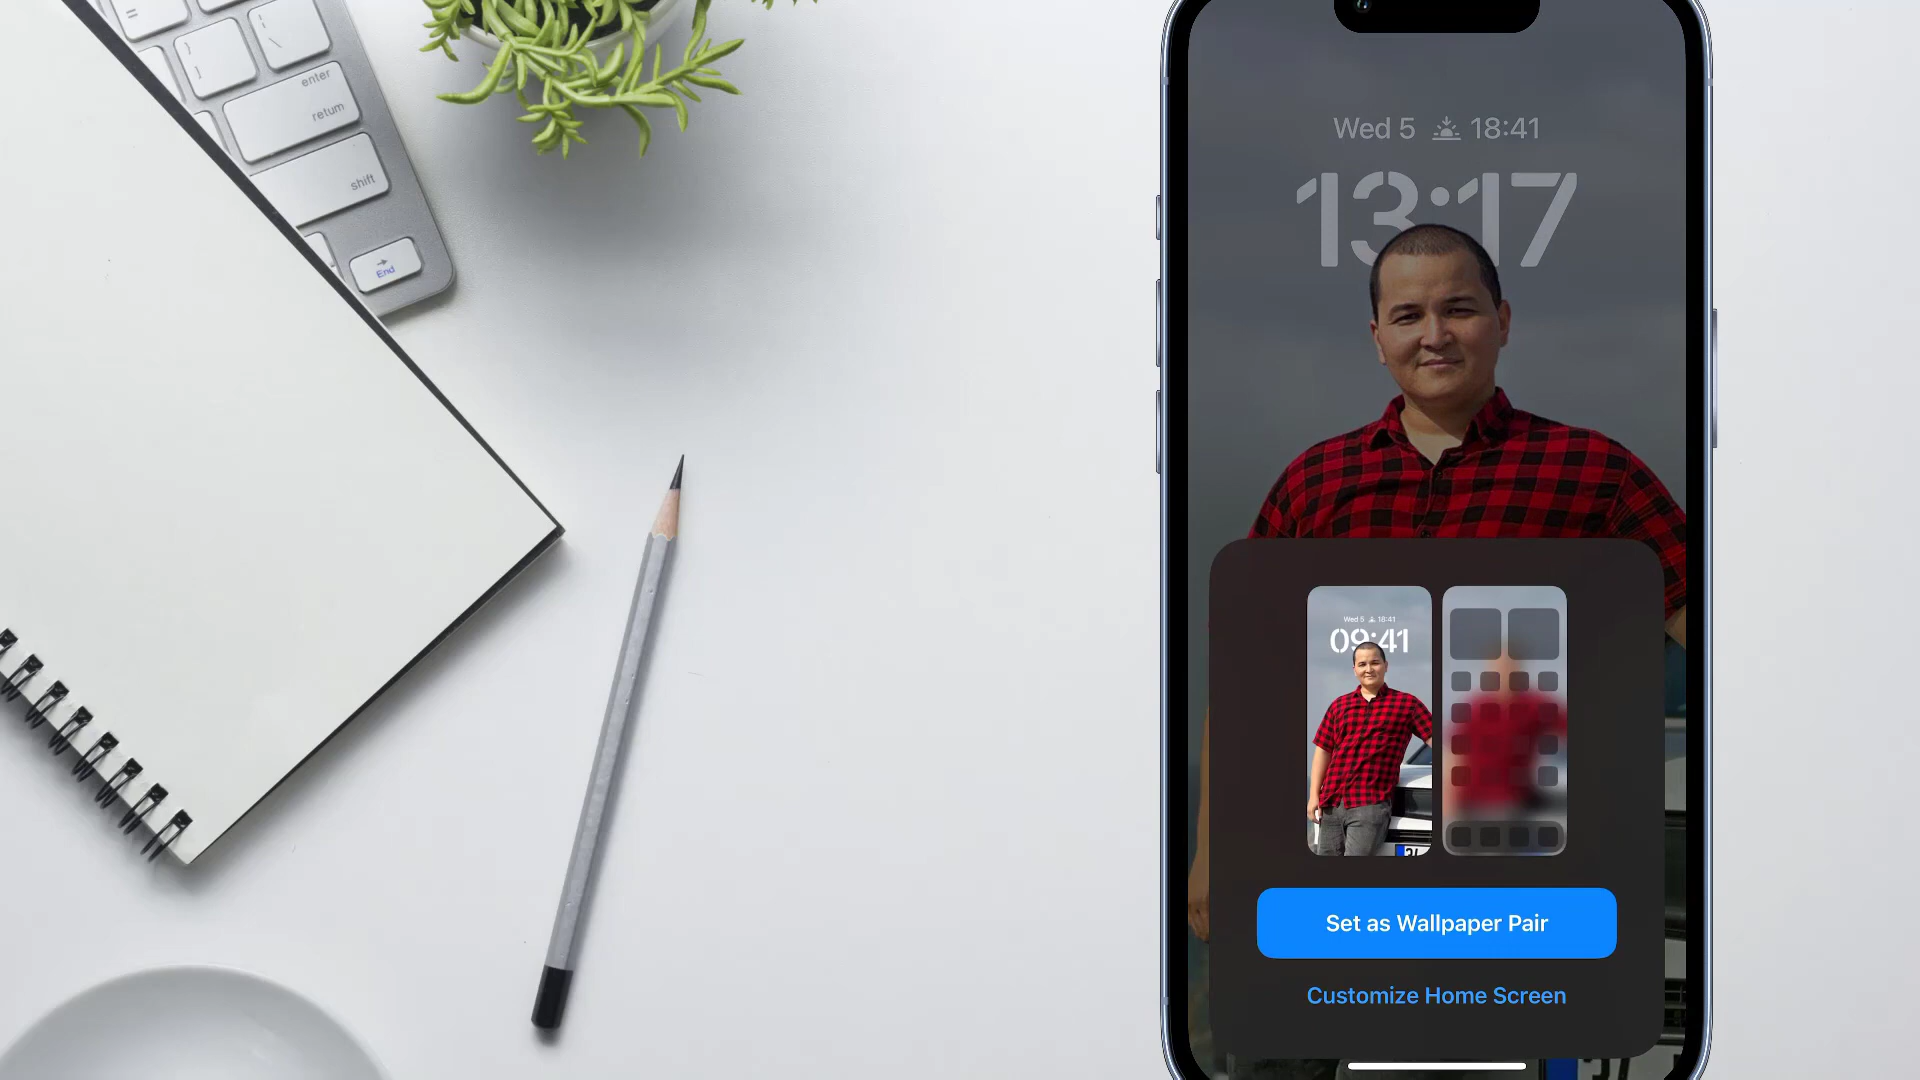 enter
return
shift
End
Wed 5 18:41
13:17
Wed 5 18:41
09:41
Set as Wallpaper Pair
Customize Home Screen